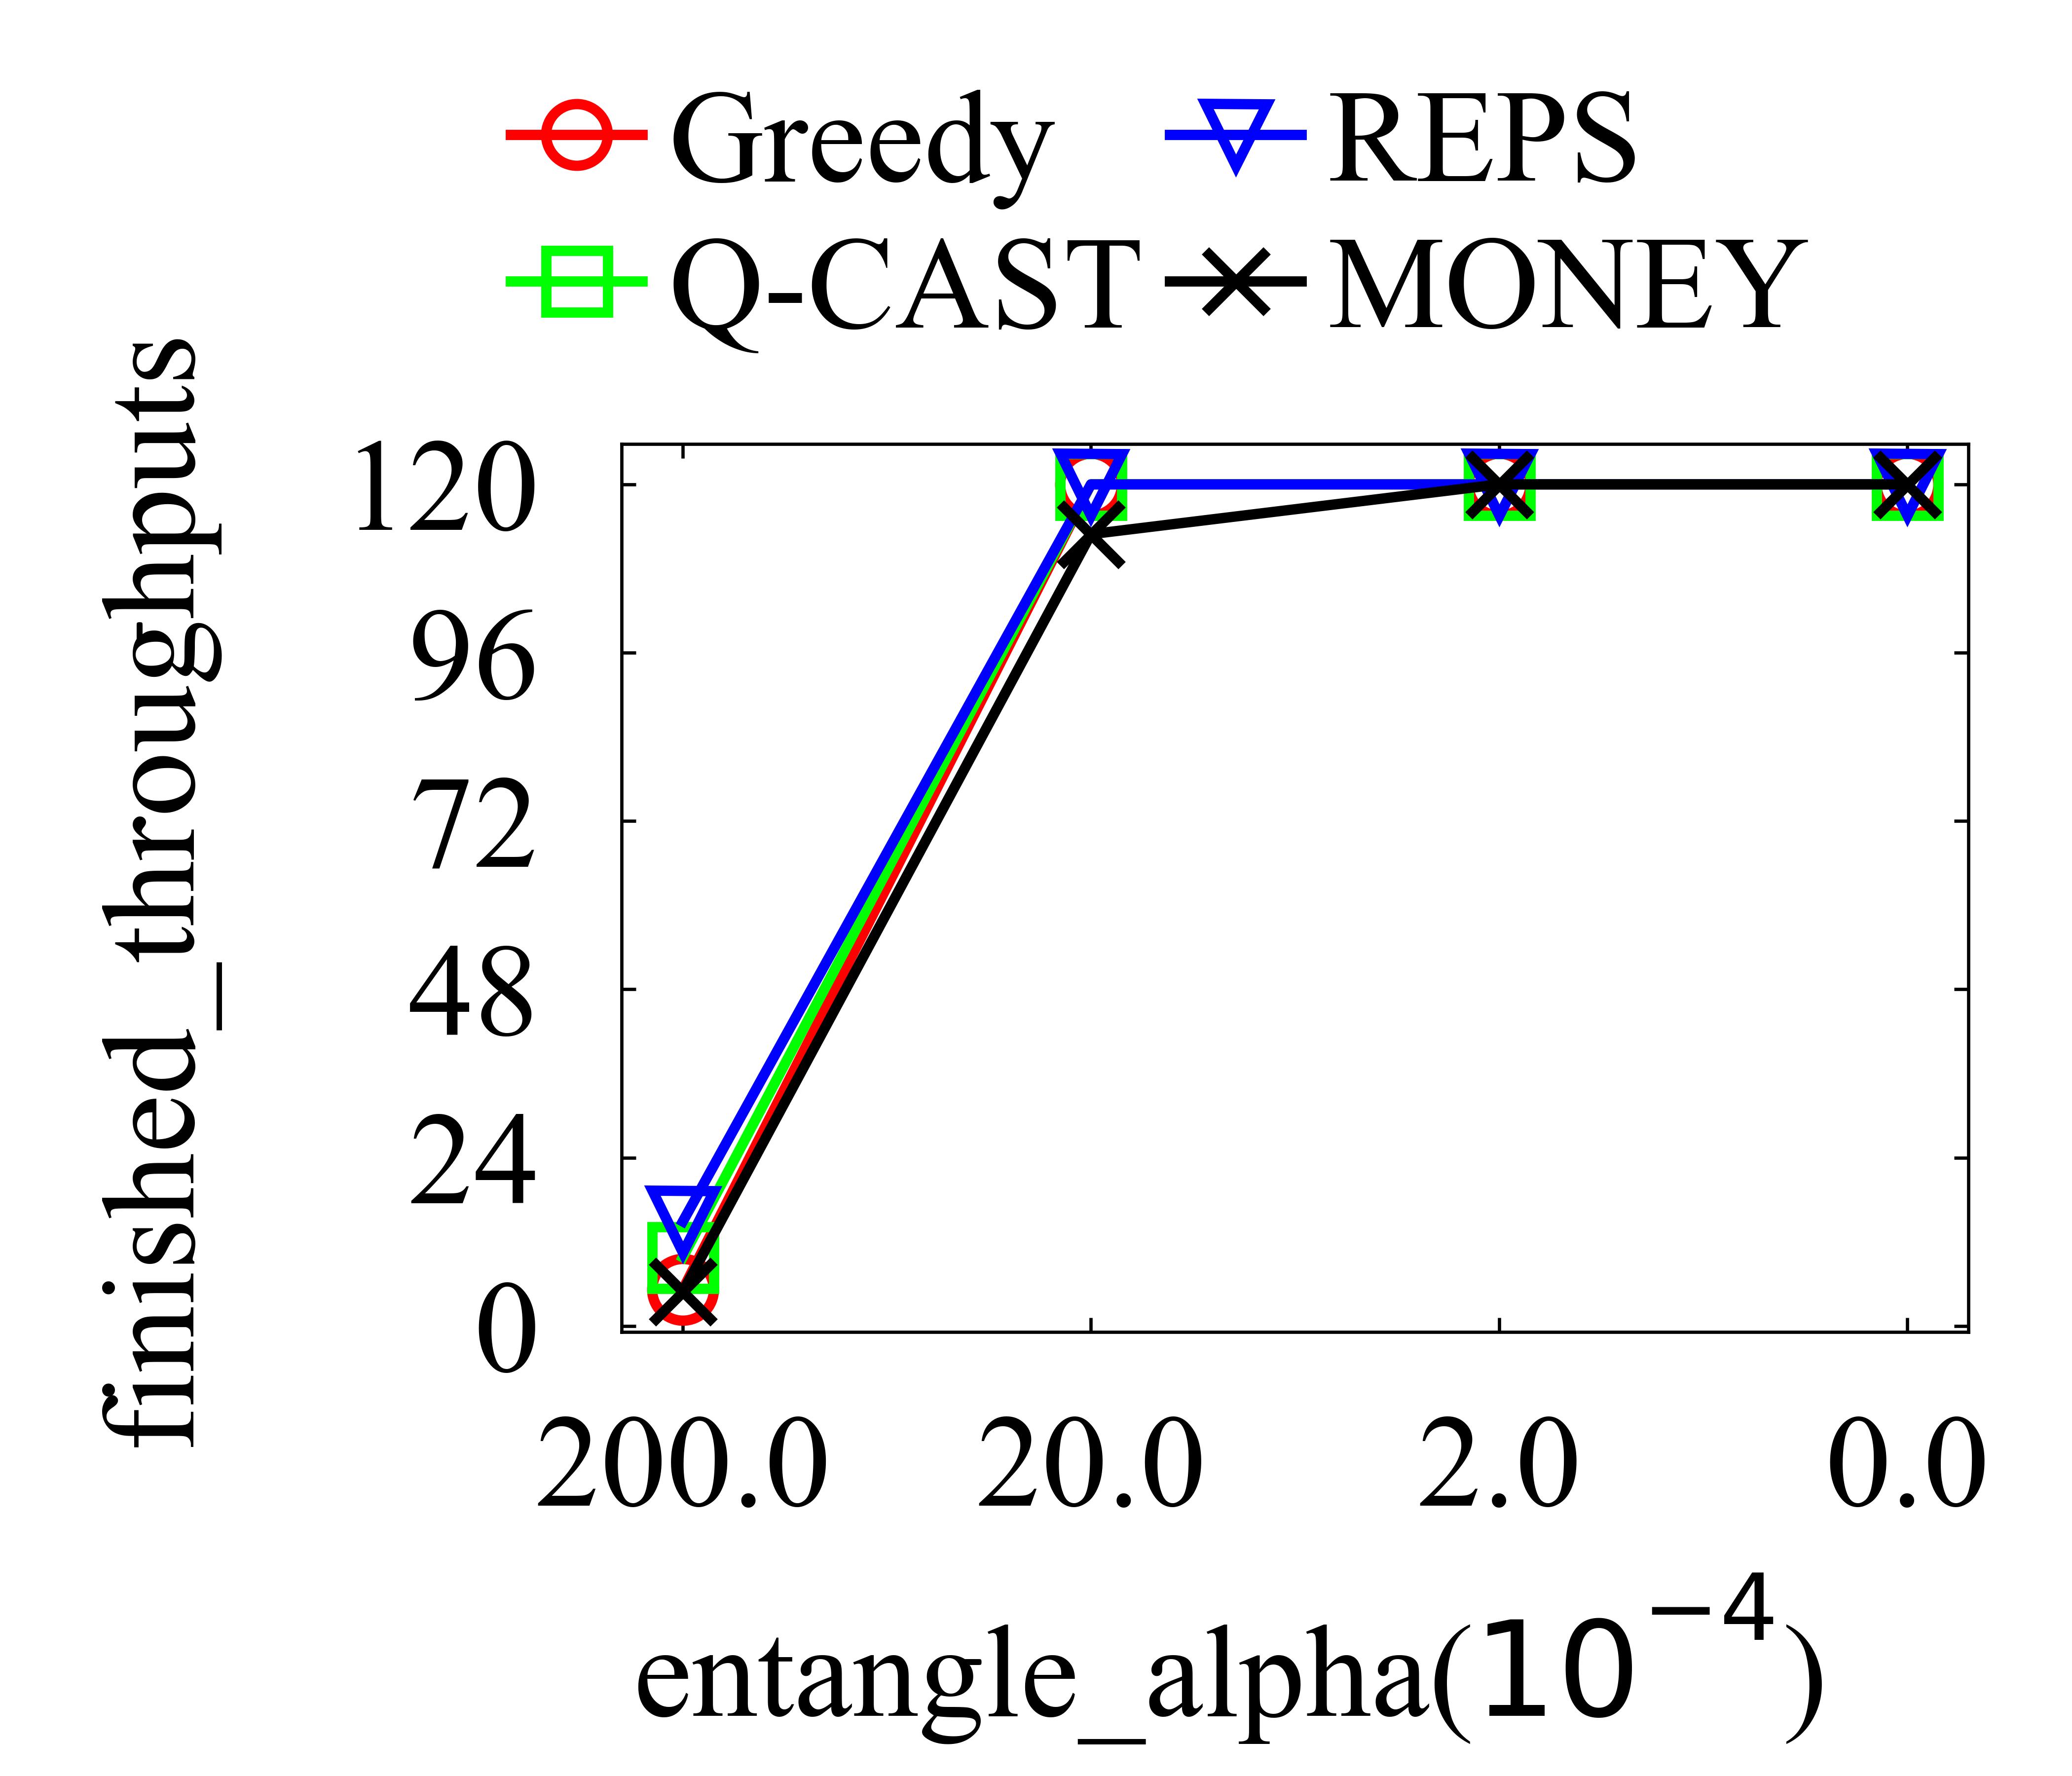 Greedy REPS
Q-CAST MONEY
finished_throughputs
120
96
72
48
24
0
200.0 20.0 2.0 0.0
entangle_alpha(10⁻⁴)